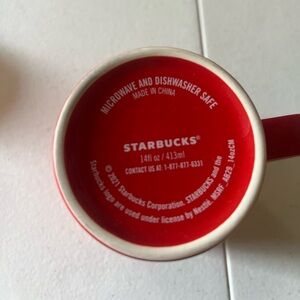 MICROWAVE AND DISHWASHER SAFE
MADE IN CHINA
STARBUCKS®
14fl oz / 413ml
CONTACT US AT: 1-877-877-6331
© 2021 Starbucks Corporation. STARBUCKS and the
Starbucks logo are used under license by Nestlé. MSRF_A829_14ozCM